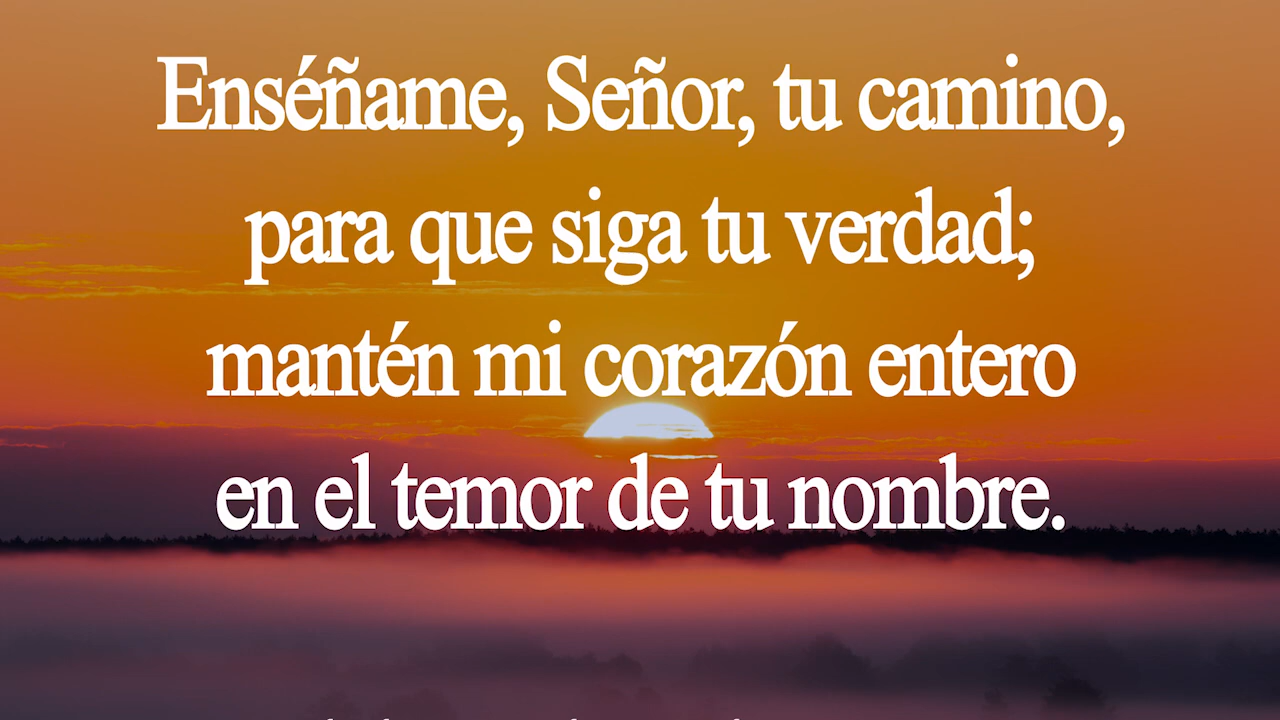 Enséñame, Señor, tu camino,
para que siga tu verdad;
mantén mi corazón entero
en el temor de tu nombre.